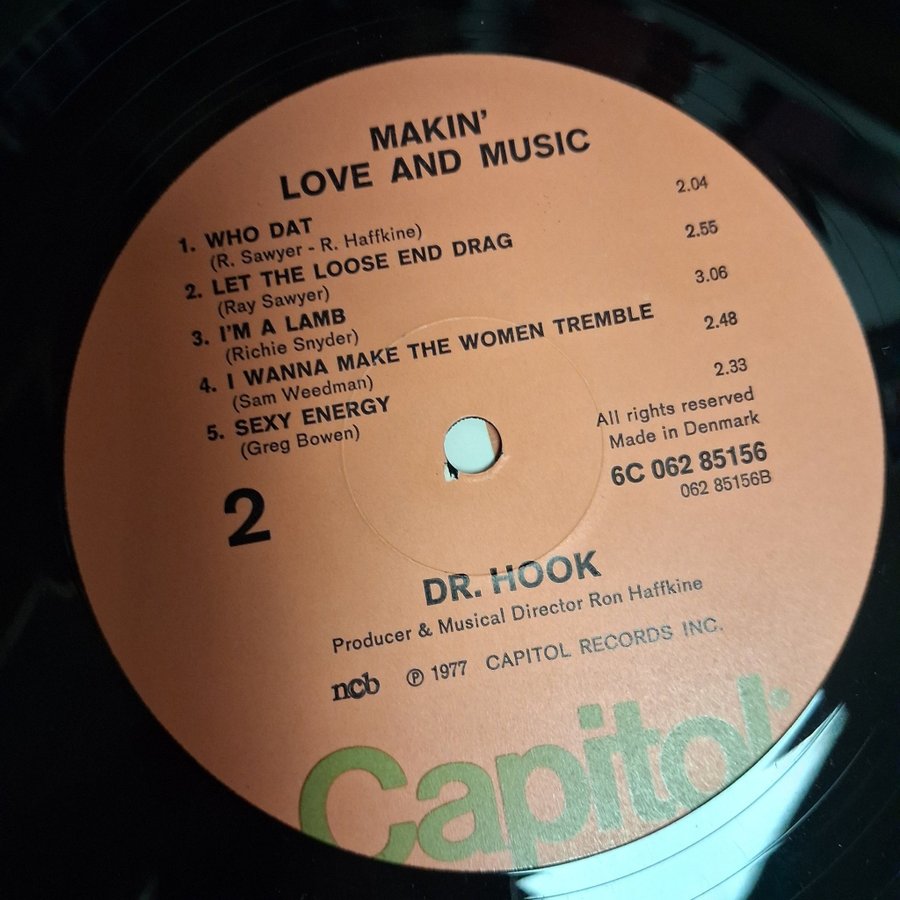 MAKIN'
LOVE AND MUSIC
1. WHO DAT 2.04
(R. Sawyer - R. Haffkine)
2. LET THE LOOSE END DRAG 2.55
(Ray Sawyer)
3. I'M A LAMB 3.06
(Richie Snyder)
4. I WANNA MAKE THE WOMEN TREMBLE 2.48
(Sam Weedman)
5. SEXY ENERGY 2.33
(Greg Bowen)
All rights reserved
Made in Denmark
6C 062 85156
062 85156B
2
DR. HOOK
Producer & Musical Director Ron Haffkine
ncb ℗ 1977 CAPITOL RECORDS INC.
Capitol